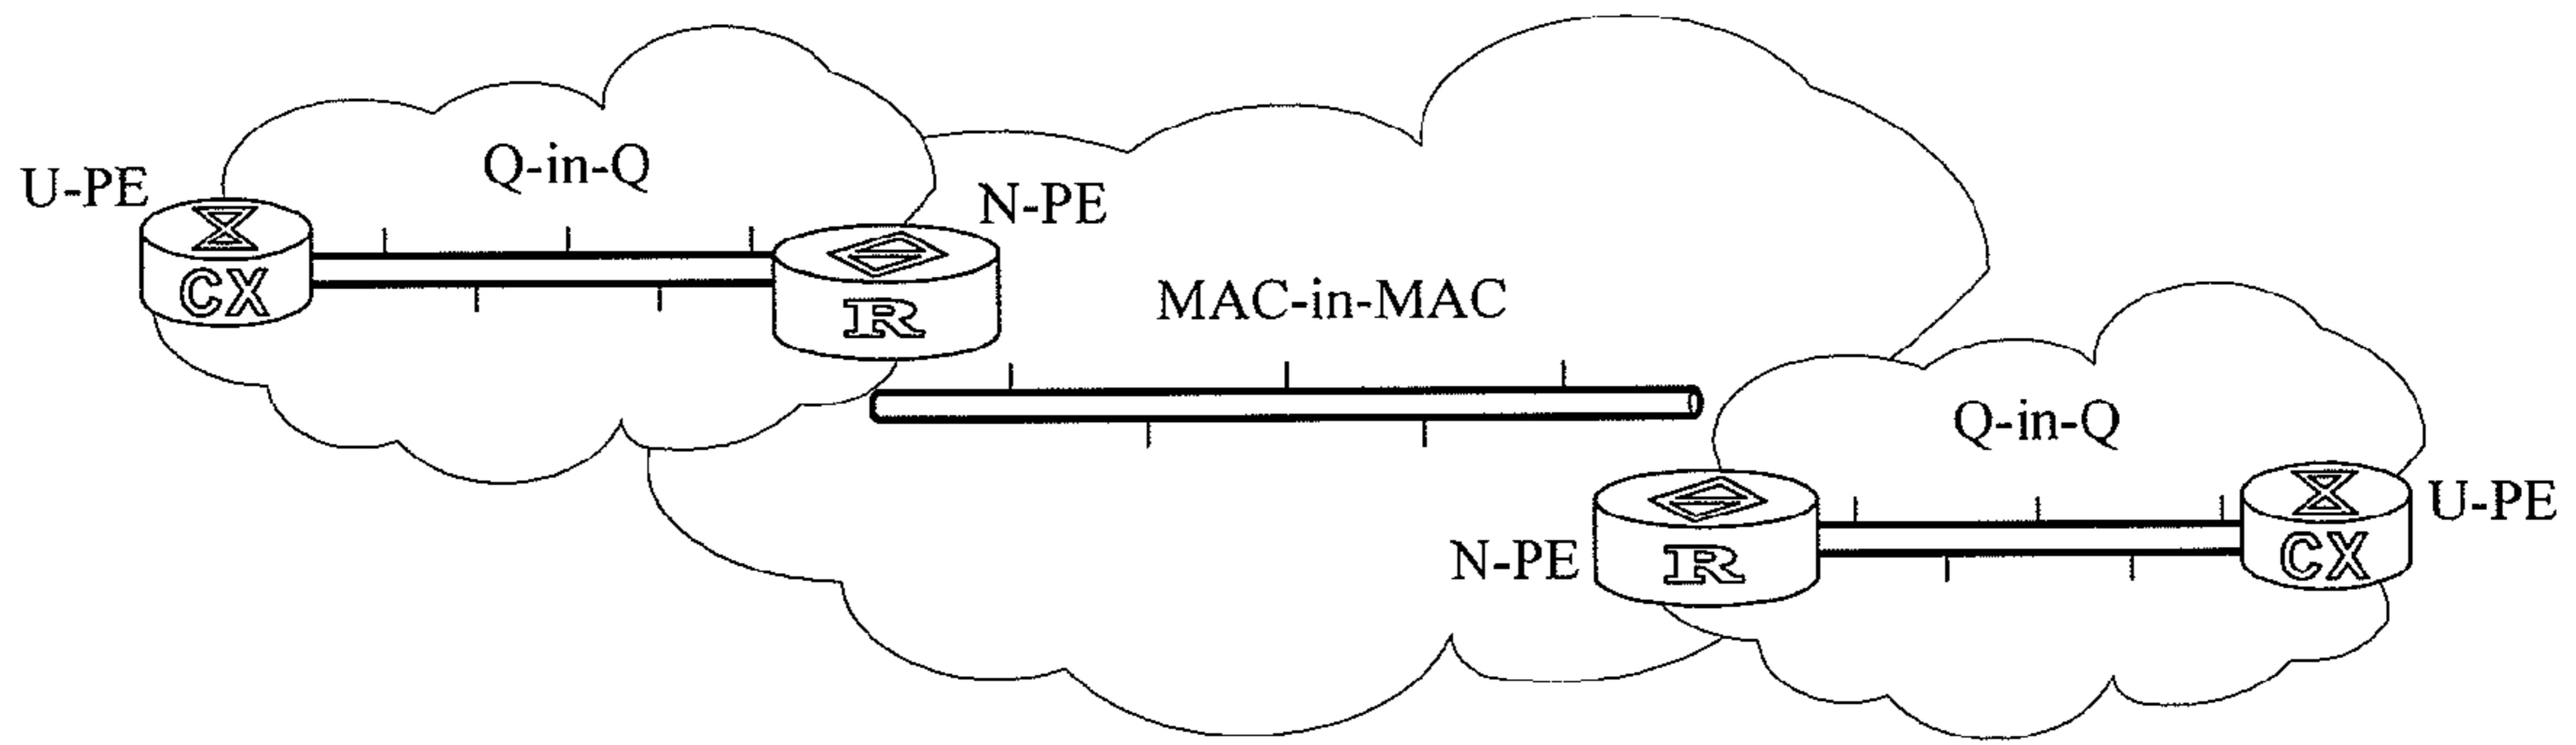 Q-in-Q
U-PE
N-PE
CX
R
MAC-in-MAC
Q-in-Q
U-PE
N-PE
R
CX